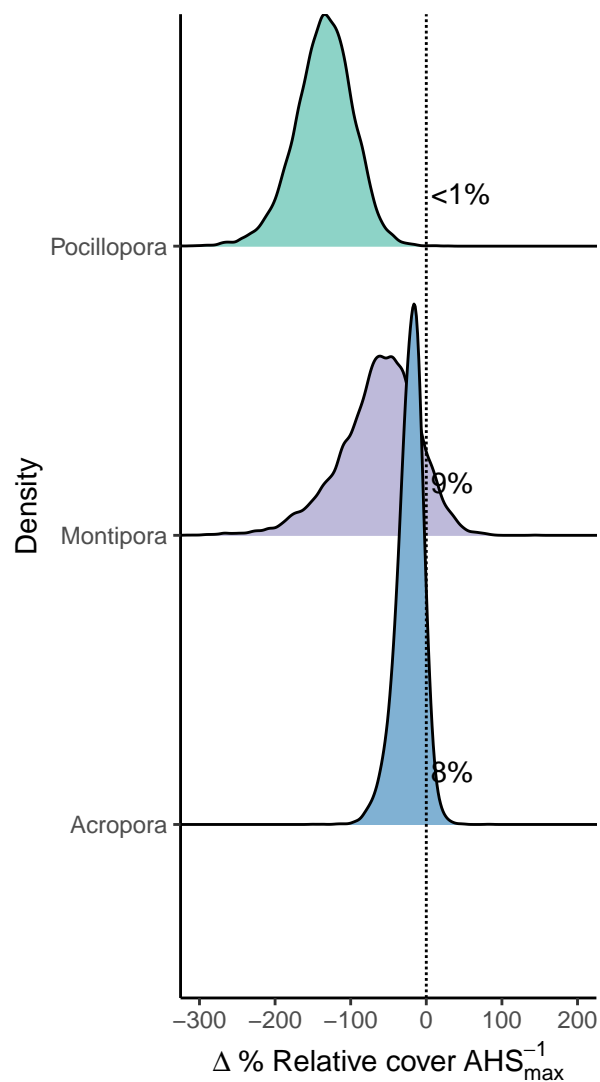 <1%
Pocillopora
9%
Montipora
8%
Acropora
Density
−300 −200 −100 0 100 200
Δ % Relative cover AHS⁻¹max